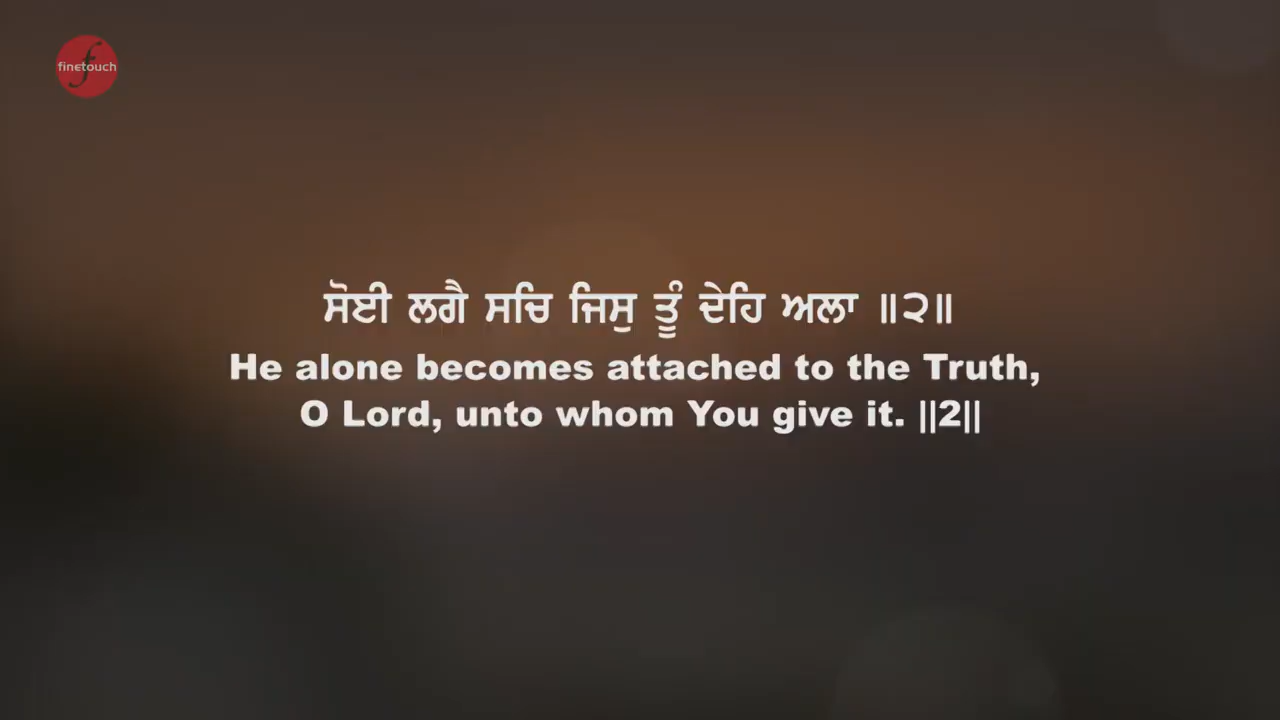 finetouch
ਸੋਈ ਲਗੈ ਸਚਿ ਜਿਸੁ ਤੂੰ ਦੇਹਿ ਅਲਾ ॥੨॥
He alone becomes attached to the Truth,
O Lord, unto whom You give it. ||2||